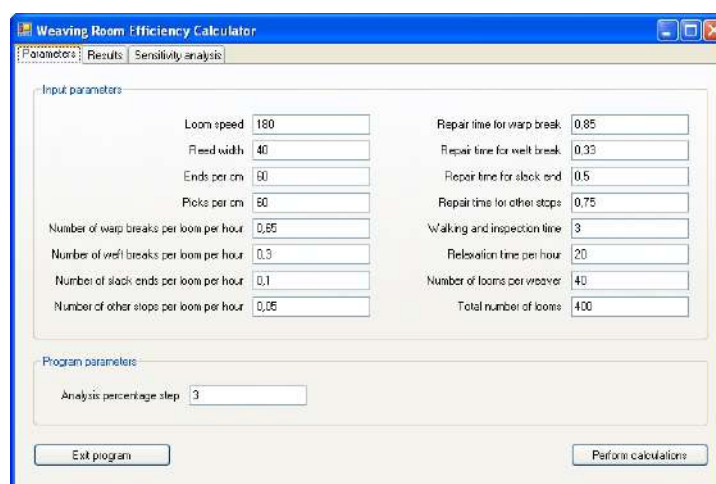 Weaving Room Efficiency Calculator
Parameters Results Sensitivity analysis
Input parameters
Loom speed 180
Reed width 40
Ends per cm 60
Picks per cm 60
Number of warp breaks per loom per hour 0,65
Number of weft breaks per loom per hour 0,3
Number of slack ends per loom per hour 0,1
Number of other stops per loom per hour 0,05
Repair time for warp break 0,85
Repair time for weft break 0,33
Repair time for slack end 0,5
Repair time for other stops 0,75
Walking and inspection time 3
Relaxation time per hour 20
Number of looms per weaver 40
Total number of looms 400
Program parameters
Analysis percentage step 3
Exit program
Perform calculations